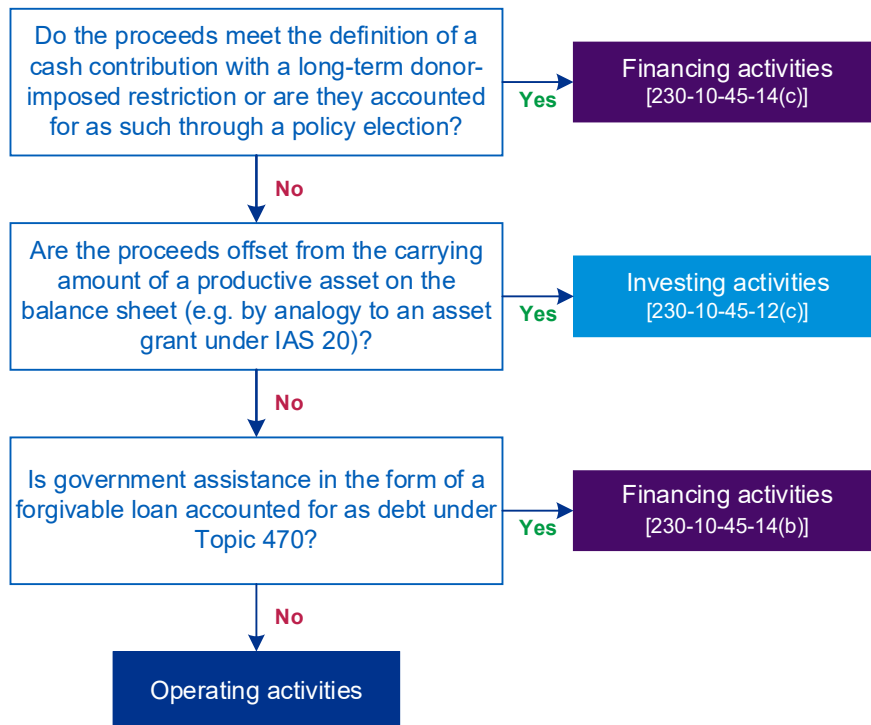 Do the proceeds meet the definition of a
cash contribution with a long-term donor-
imposed restriction or are they accounted
for as such through a policy election?
Yes
Financing activities
[230-10-45-14(c)]
No
Are the proceeds offset from the carrying
amount of a productive asset on the
balance sheet (e.g. by analogy to an asset
grant under IAS 20)?
Yes
Investing activities
[230-10-45-12(c)]
No
Is government assistance in the form of a
forgivable loan accounted for as debt under
Topic 470?
Yes
Financing activities
[230-10-45-14(b)]
No
Operating activities